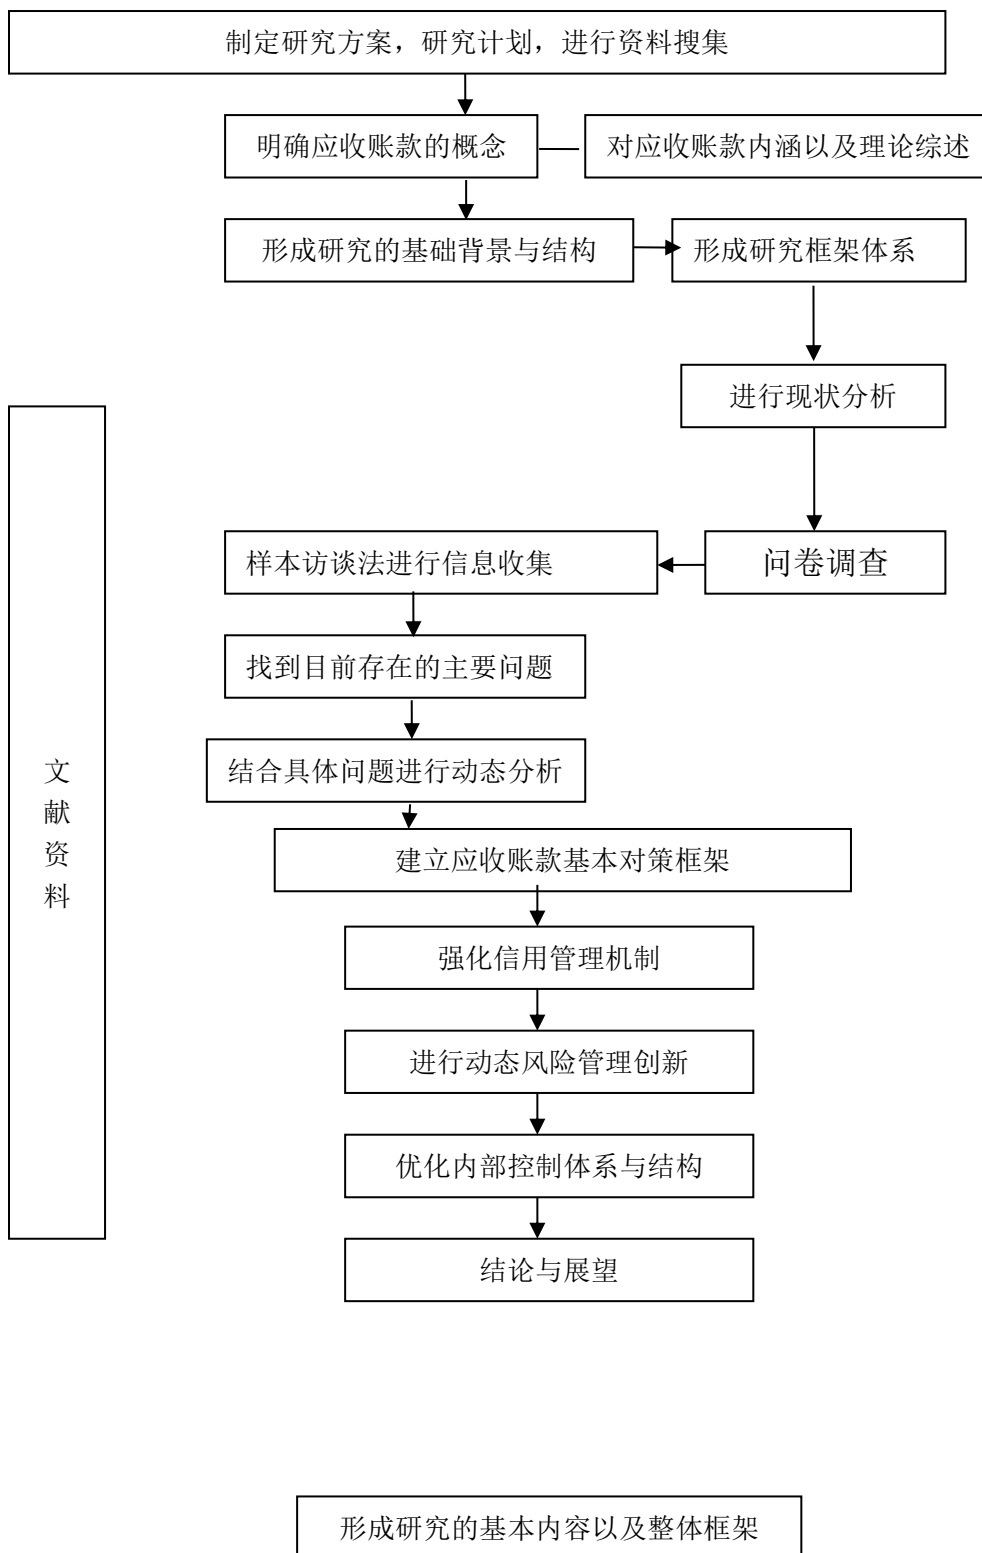 制定研究方案，研究计划，进行资料搜集
明确应收账款的概念
对应收账款内涵以及理论综述
形成研究的基础背景与结构
形成研究框架体系
进行现状分析
问卷调查
样本访谈法进行信息收集
找到目前存在的主要问题
结合具体问题进行动态分析
文
献
资
料
建立应收账款基本对策框架
强化信用管理机制
进行动态风险管理创新
优化内部控制体系与结构
结论与展望
形成研究的基本内容以及整体框架